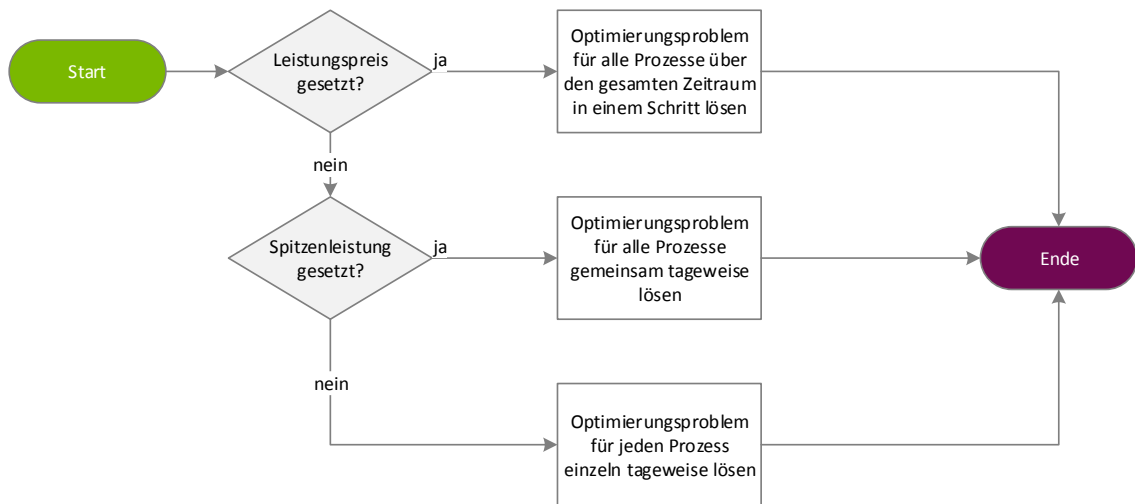 Start
Leistungspreis
gesetzt?
ja
Optimierungsproblem
für alle Prozesse über
den gesamten Zeitraum
in einem Schritt lösen
nein
Spitzenleistung
gesetzt?
ja
Optimierungsproblem
für alle Prozesse
gemeinsam tageweise
lösen
Ende
nein
Optimierungsproblem
für jeden Prozess
einzeln tageweise lösen